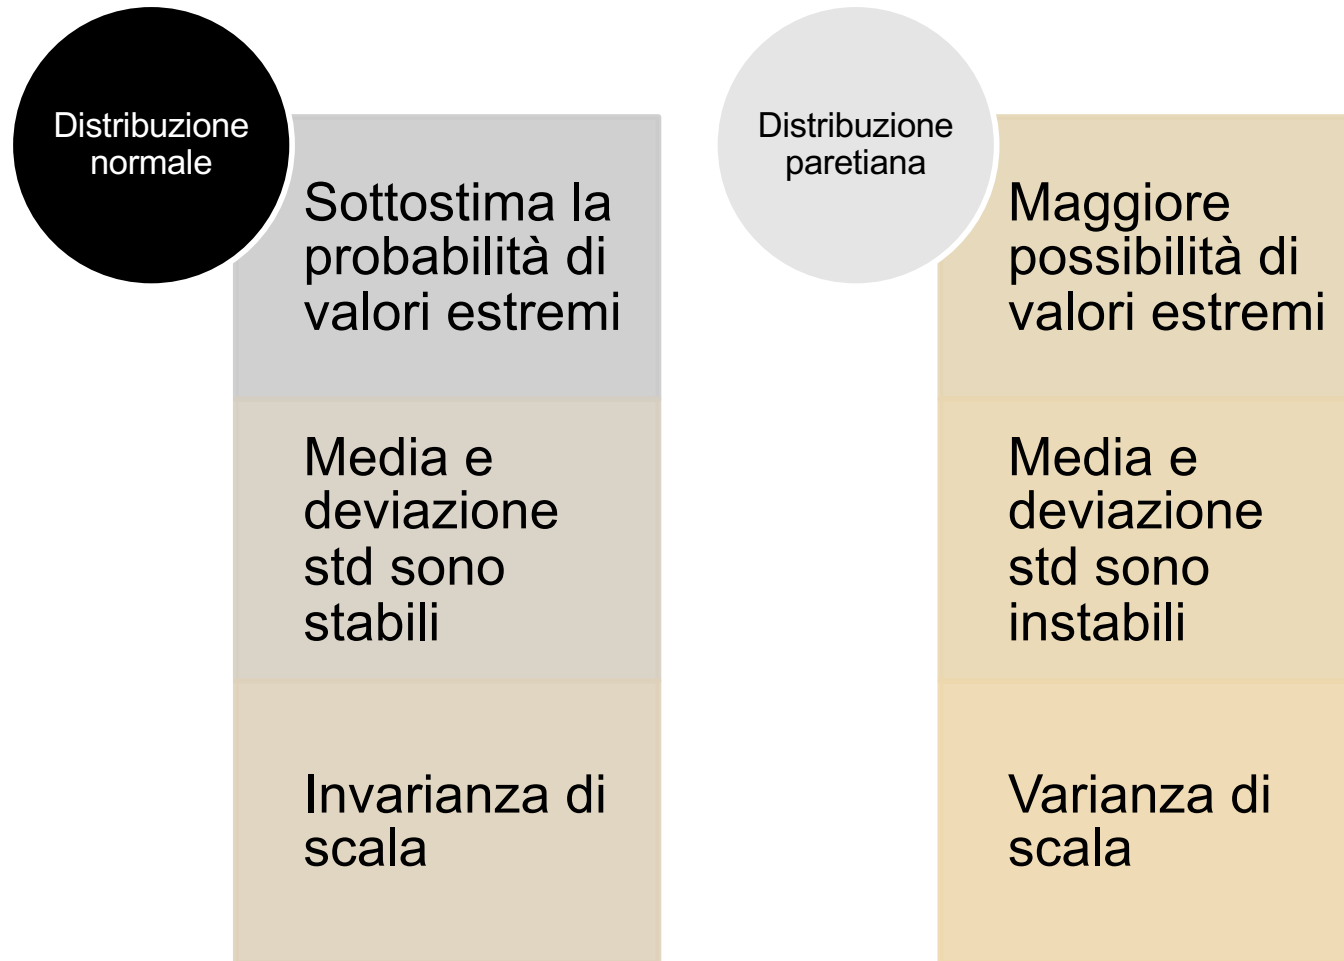 Distribuzione
normale
Sottostima la
probabilità di
valori estremi
Media e
deviazione
std sono
stabili
Invarianza di
scala
Distribuzione
paretiana
Maggiore
possibilità di
valori estremi
Media e
deviazione
std sono
instabili
Varianza di
scala